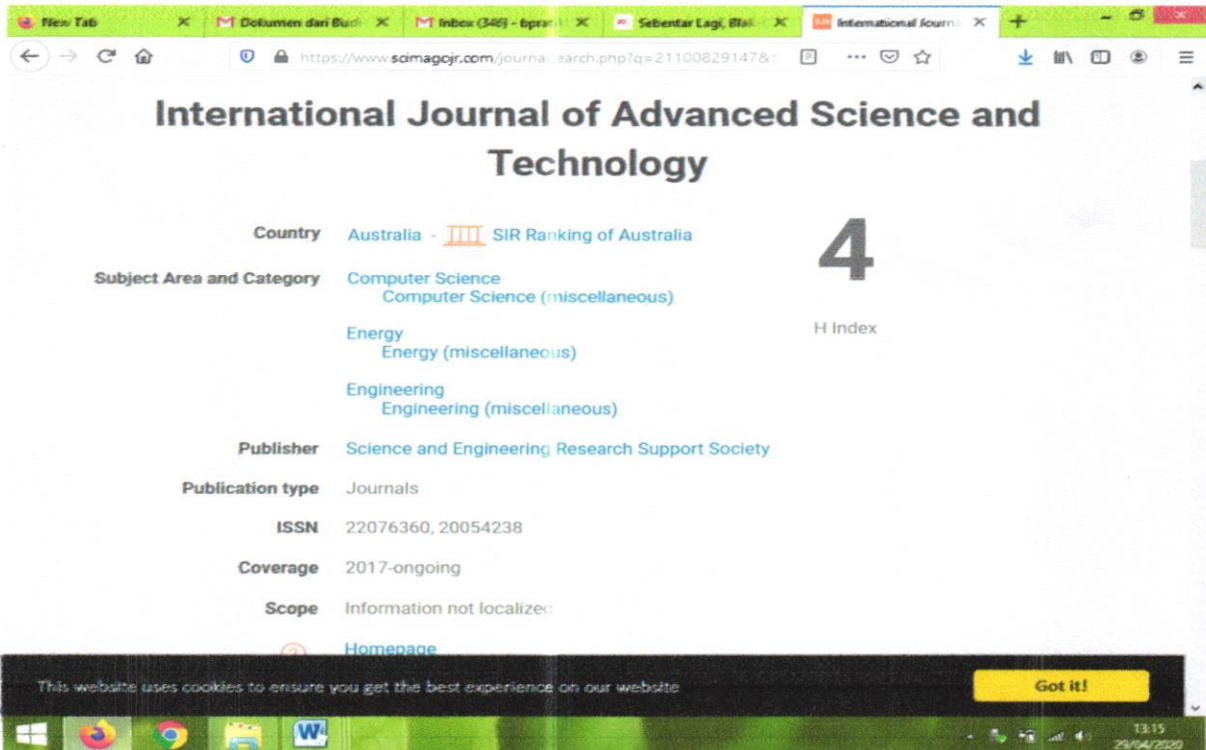 New Tab
Dokumen dari Budi
Inbox (346) - bpra
Sebentar Lagi, Blak
SJR
International Journ
https://www.scimagojr.com/journalsearch.php?q=21100829147&
International Journal of Advanced Science and
Technology
Country
Australia - SIR Ranking of Australia
Subject Area and Category
Computer Science
Computer Science (miscellaneous)
Energy
Energy (miscellaneous)
Engineering
Engineering (miscellaneous)
4
H Index
Publisher
Science and Engineering Research Support Society
Publication type
Journals
ISSN
22076360, 20054238
Coverage
2017-ongoing
Scope
Information not localized
Homepage
This website uses cookies to ensure you get the best experience on our website
Got it!
W
13:15
29/04/2020